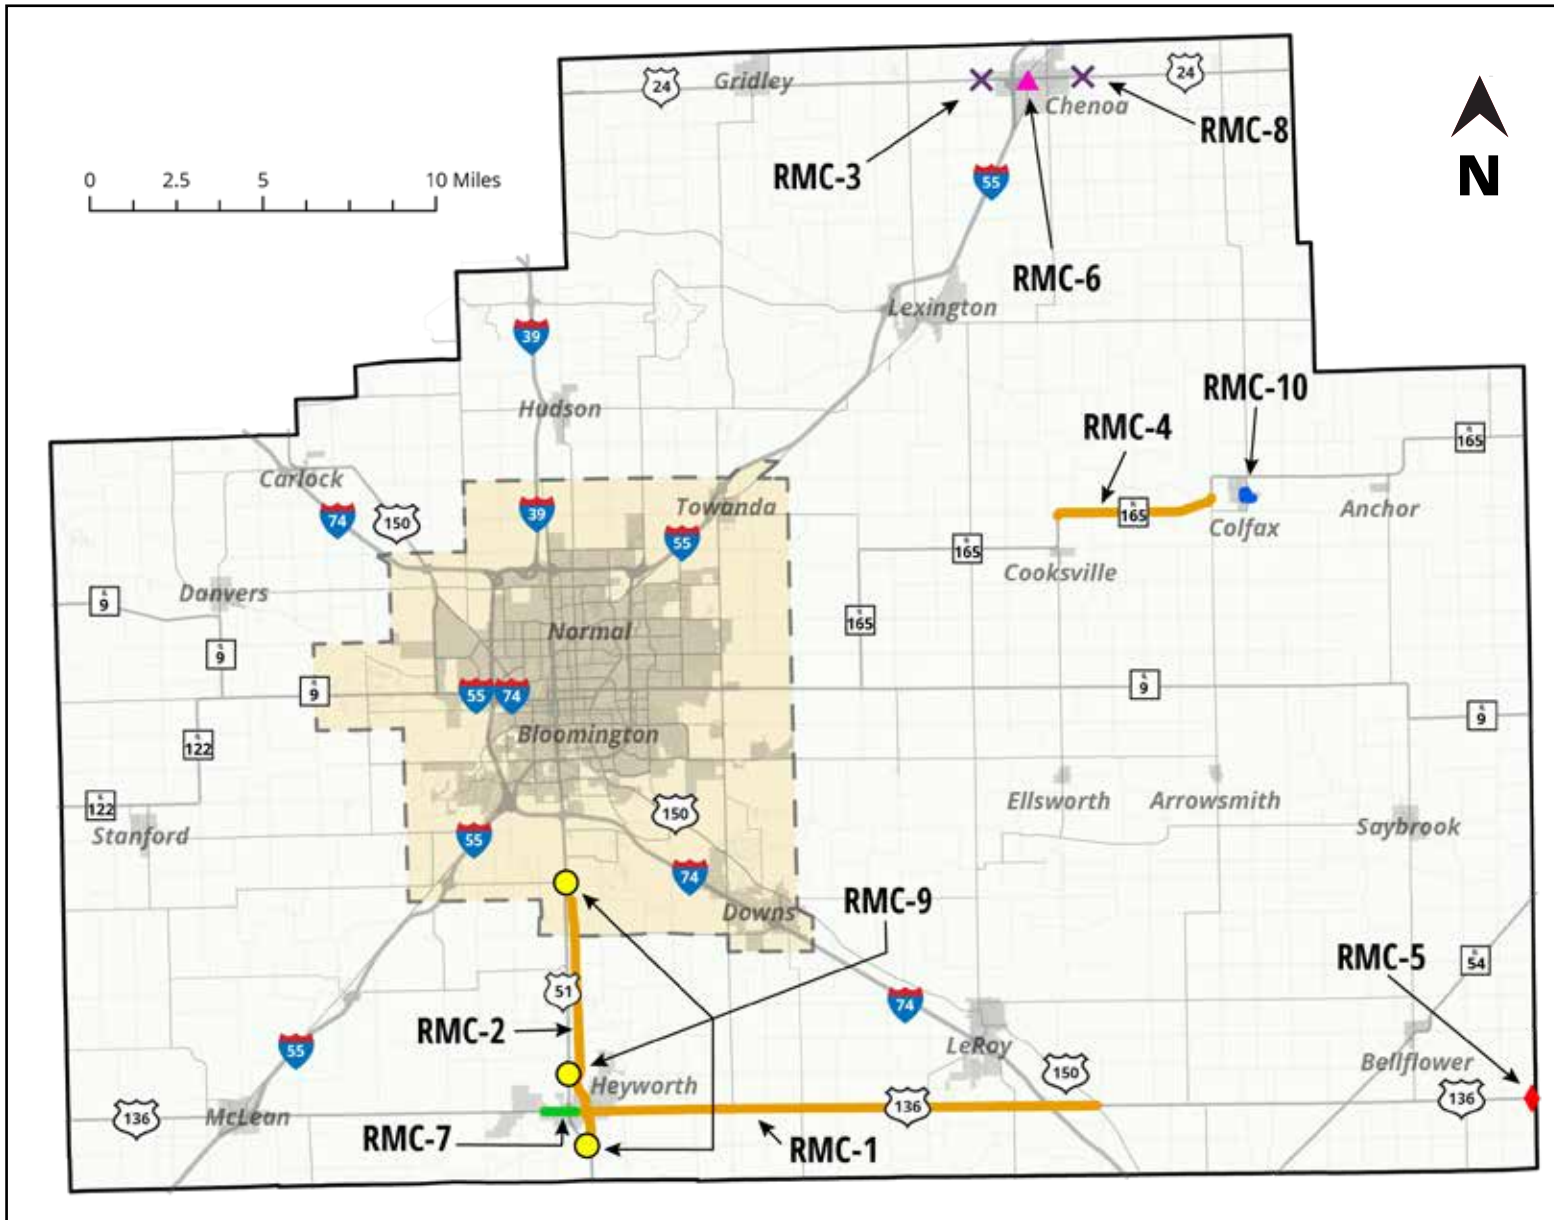 24
Gridley
24
Chenoa
RMC-8
RMC-3
0 2.5 5 10 Miles
55
N
RMC-6
Lexington
39
RMC-10
Hudson
RMC-4
165
Carlock
74
150
39
Towanda
165
Anchor
Colfax
55
165
Cooksville
Danvers
9
165
Normal
9
55
74
9
9
9
122
Bloomington
122
Stanford
150
Ellsworth
Arrowsmith
Saybrook
55
74
RMC-9
Downs
RMC-5
54
51
74
RMC-2
55
LeRoy
Bellflower
150
Heyworth
136
McLean
136
136
RMC-7
RMC-1